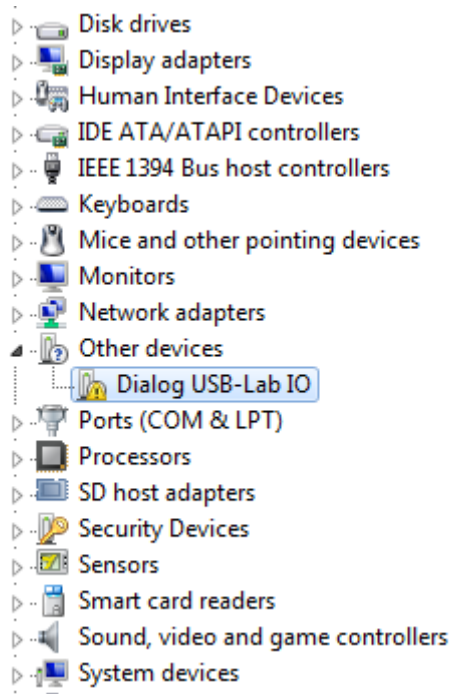 Disk drives
Display adapters
Human Interface Devices
IDE ATA/ATAPI controllers
IEEE 1394 Bus host controllers
Keyboards
Mice and other pointing devices
Monitors
Network adapters
Other devices
Dialog USB-Lab IO
Ports (COM & LPT)
Processors
SD host adapters
Security Devices
Sensors
Smart card readers
Sound, video and game controllers
System devices